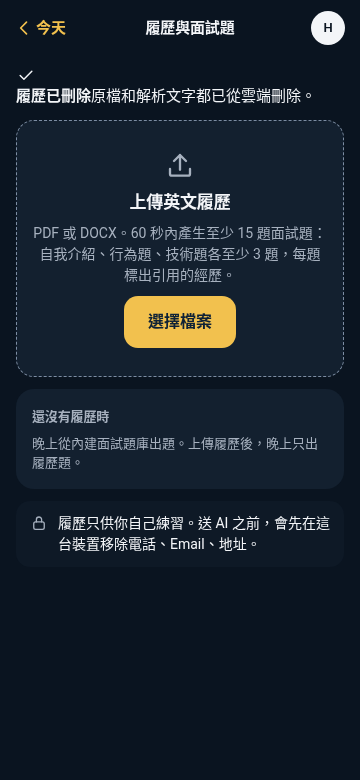 今天
履歷與面試題
H
履歷已刪除原檔和解析文字都已從雲端刪除。
上傳英文履歷
PDF 或 DOCX。60 秒內產生至少 15 題面試題：
自我介紹、行為題、技術題各至少 3 題，每題
標出引用的經歷。
選擇檔案
還沒有履歷時
晚上從內建面試題庫出題。上傳履歷後，晚上只出
履歷題。
履歷只供你自己練習。送 AI 之前，會先在這
台裝置移除電話、Email、地址。